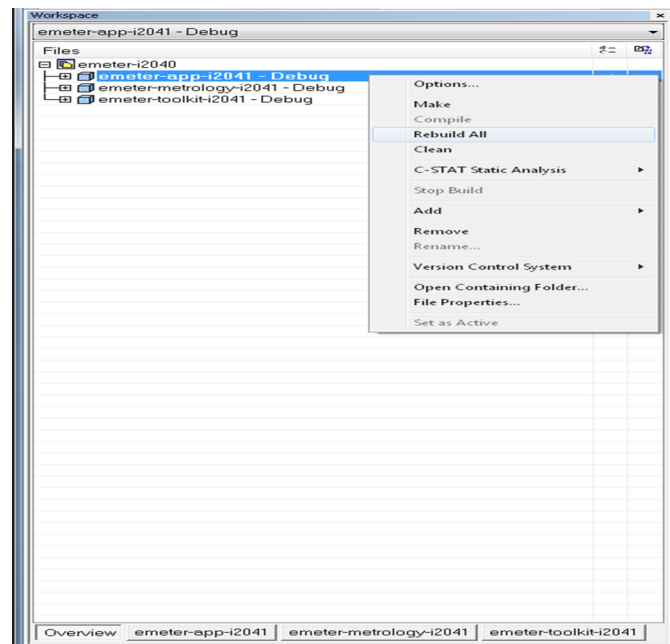 Workspace
emeter-app-i2041 - Debug
Files
emeter-i2040
emeter-app-i2041 - Debug
emeter-metrology-i2041 - Debug
emeter-toolkit-i2041 - Debug
Options...
Make
Compile
Rebuild All
Clean
C-STAT Static Analysis
Stop Build
Add
Remove
Rename...
Version Control System
Open Containing Folder...
File Properties...
Set as Active
Overview emeter-app-i2041 emeter-metrology-i2041 emeter-toolkit-i2041